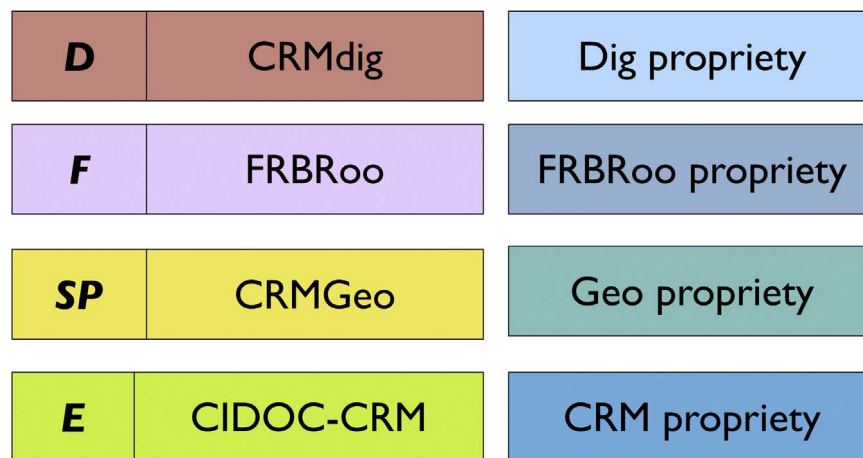 D CRMdig Dig propriety
F FRBRoo FRBRoo propriety
SP CRMGeo Geo propriety
E CIDOC-CRM CRM propriety